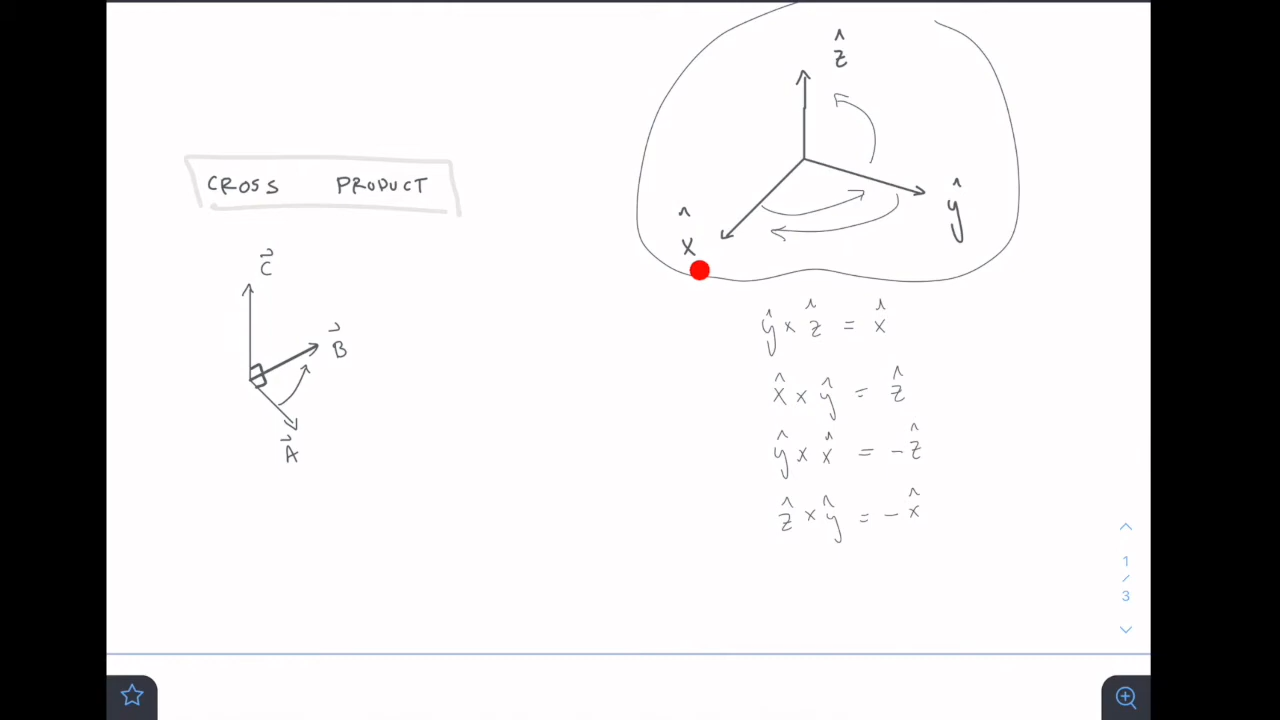 ẑ
CROSS PRODUCT
ŷ
x̂
C⃗
ŷ × ẑ = x̂
B⃗
x̂ × ŷ = ẑ
A⃗
ŷ × x̂ = -ẑ
ẑ × ŷ = -x̂
1
/
3